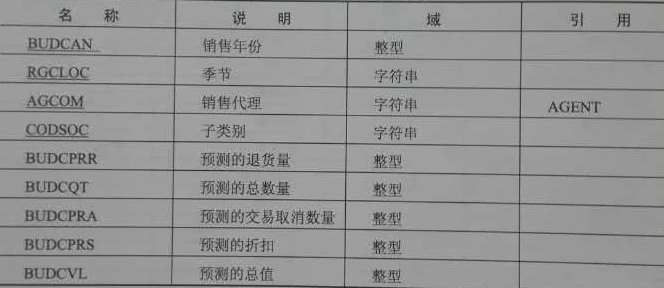 名 称 说 明 域 引 用
BUDCAN 销售年份 整型
RGCLOC 季节 字符串
AGCOM 销售代理 字符串 AGENT
CODSOC 子类别 字符串
BUDCPRR 预测的退货量 整型
BUDCQT 预测的总数量 整型
BUDCPRA 预测的交易取消数量 整型
BUDCPRS 预测的折扣 整型
BUDCVL 预测的总值 整型